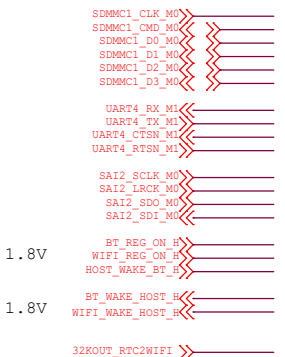 SDMMC1_CLK_M0
SDMMC1_CMD_M0
SDMMC1_D0_M0
SDMMC1_D1_M0
SDMMC1_D2_M0
SDMMC1_D3_M0
UART4_RX_M1
UART4_TX_M1
UART4_CTSN_M1
UART4_RTSN_M1
SAI2_SCLK_M0
SAI2_LRCK_M0
SAI2_SDO_M0
SAI2_SDI_M0
BT_REG_ON_H
1.8V WIFI_REG_ON_H
HOST_WAKE_BT_H
BT_WAKE_HOST_H
1.8V WIFI_WAKE_HOST_H
32KOUT_RTC2WIFI